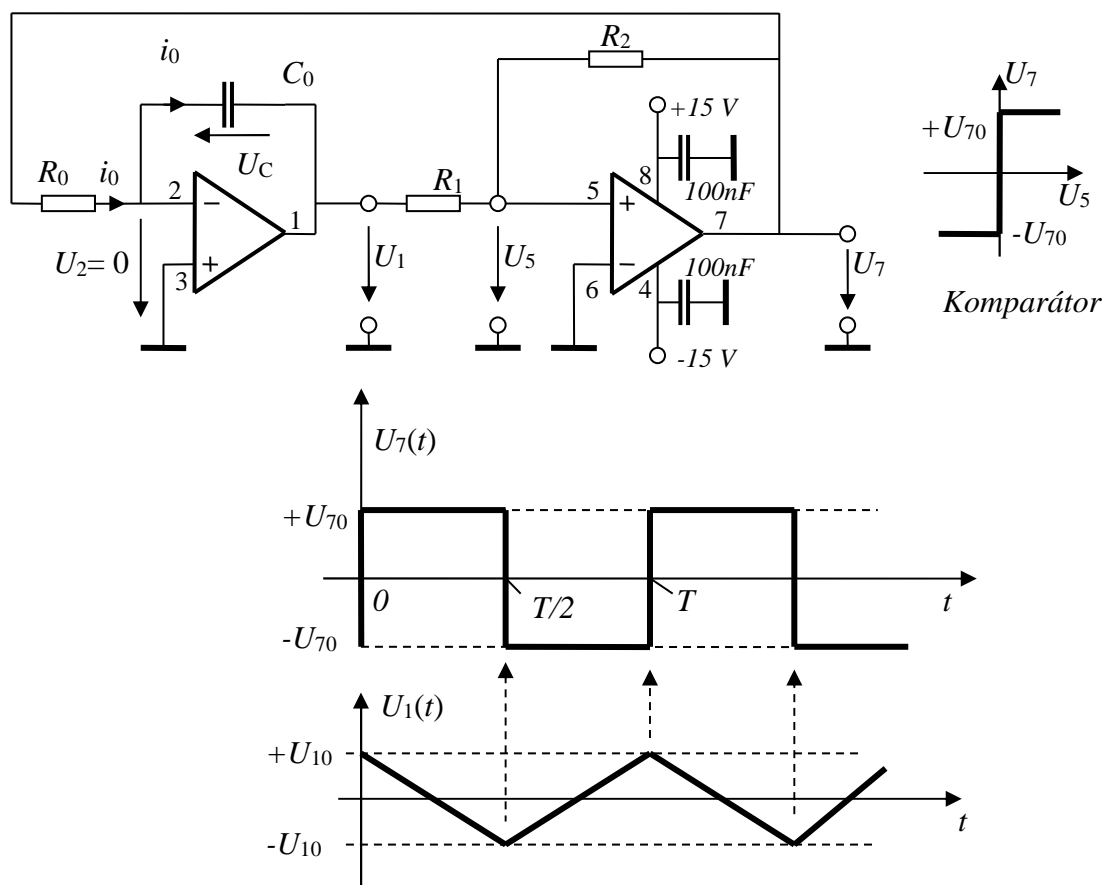 R2
i0
C0
U7
+15 V
+U70
UC
R0
i0
R1
8
100nF
U5
2
−
5
+
1
7
-U70
U2= 0
+
U1
U5
−
100nF
U7
3
6
4
Komparátor
-15 V
U7(t)
+U70
0
T/2
T
t
-U70
U1(t)
+U10
t
-U10